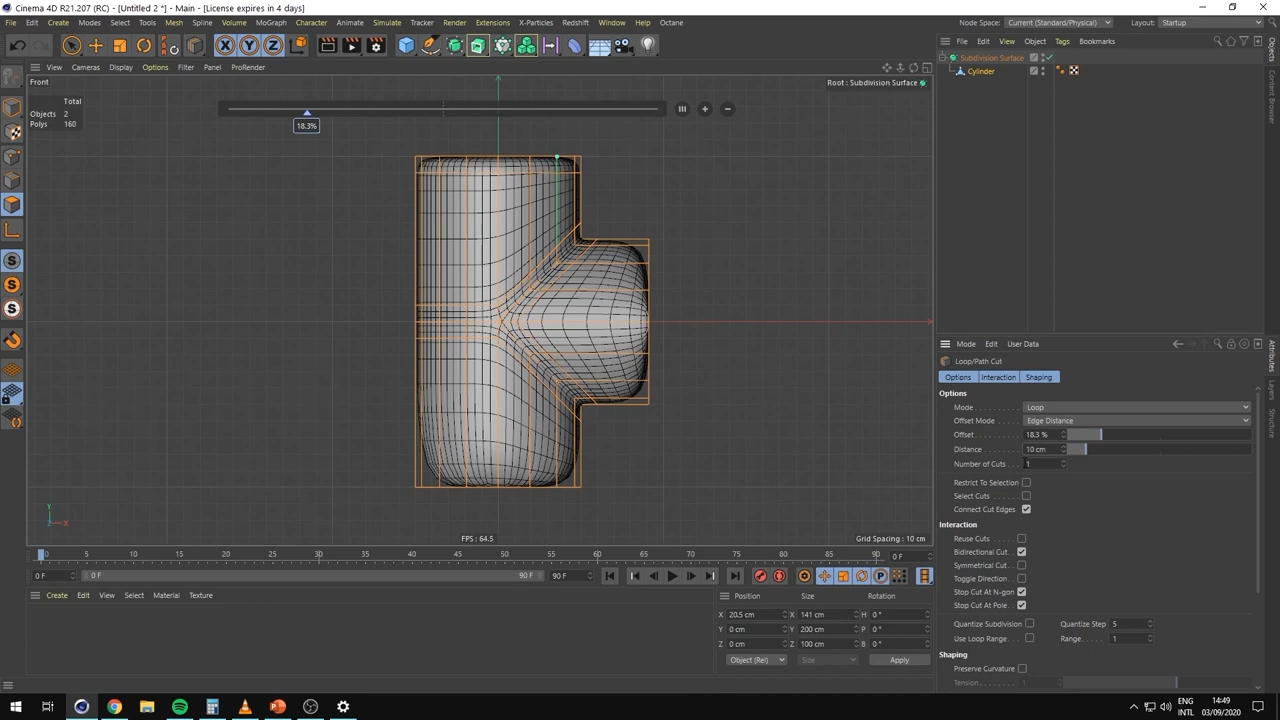 Cinema 4D R21.207 (RC) - [Untitled 2 *] - Main - [License expires in 4 days]
File Edit Create Modes Select Tools Mesh Spline Volume MoGraph Character Animate Simulate Tracker Render Extensions X-Particles Redshift Window Help Octane
Node Space: Current (Standard/Physical) Layout: Startup
X Y Z
File Edit View Object Tags Bookmarks
View Cameras Display Options Filter Panel ProRender
Subdivision Surface
Cylinder
Front
Root : Subdivision Surface
Total
Objects 2
Polys 160
18.3%
Objects
Content Browser
Mode Edit User Data
Attributes
Layers
Structure
Loop/Path Cut
Options Interaction Shaping
Options
Mode . . . . . . . . . . Loop
Offset Mode Edge Distance
Offset 18.3 %
Distance 10 cm
Number of Cuts 1
Restrict To Selection
Select Cuts
Connect Cut Edges
Interaction
Reuse Cuts
Bidirectional Cut
Symmetrical Cut
Toggle Direction
Stop Cut At N-gon
Stop Cut At Pole
Quantize Subdivision Quantize Step 5
Use Loop Range Range 1
Shaping
Preserve Curvature
Tension 1
Y
Z X
FPS : 64.5
Grid Spacing : 10 cm
0 5 10 15 20 25 30 35 40 45 50 55 60 65 70 75 80 85 90 0 F
0 F 0 F 90 F 90 F
Create Edit View Select Material Texture
Position Size Rotation
X 20.5 cm X 141 cm H 0 °
Y 0 cm Y 200 cm P 0 °
Z 0 cm Z 100 cm B 0 °
Object (Rel) Size Apply
ENG
INTL
14:49
03/09/2020